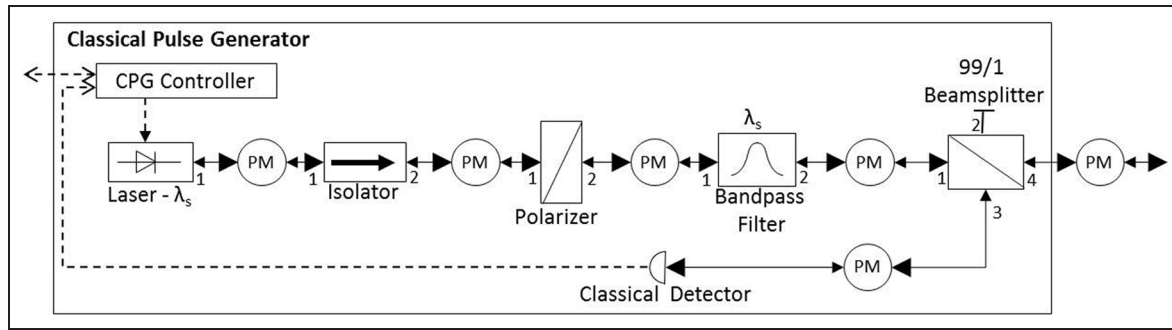 Classical Pulse Generator
CPG Controller
99/1
Beamsplitter
2
λs
PM
1
1
2
PM
1
2
PM
1
2
PM
1
4
PM
3
Laser - λs
Isolator
Polarizer
Bandpass
Filter
PM
Classical Detector